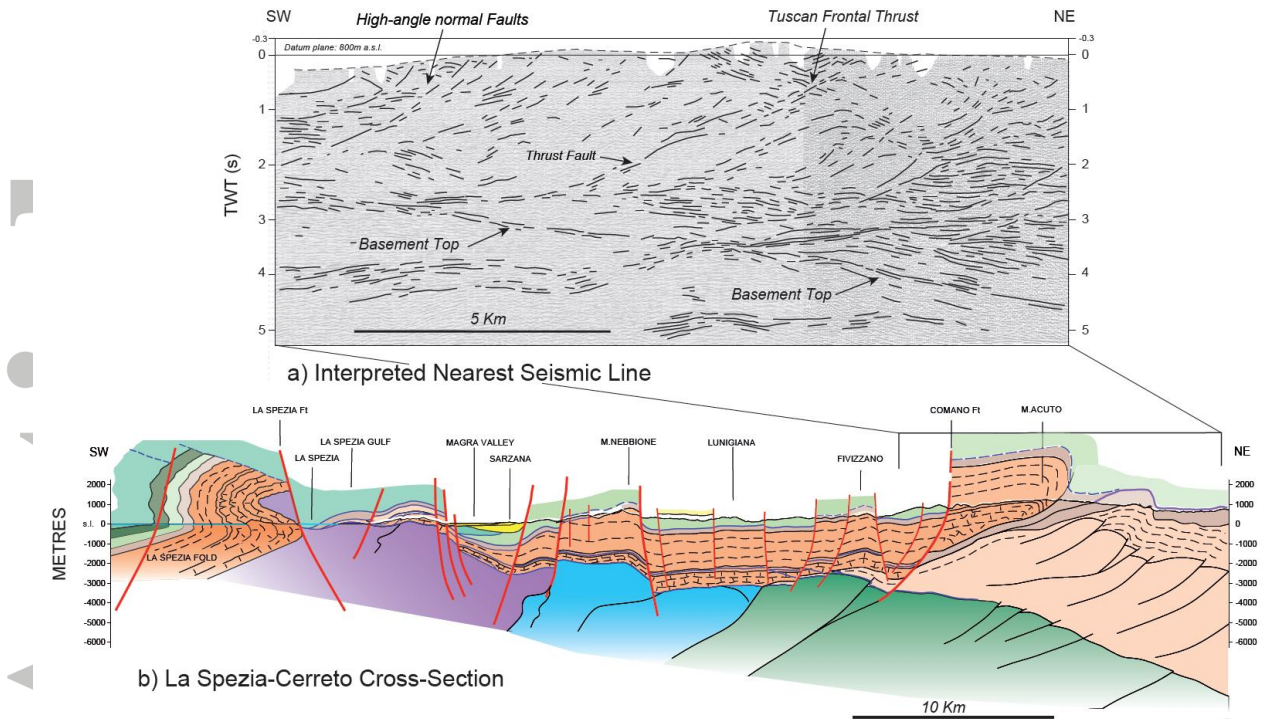 SW
High-angle normal Faults
Tuscan Frontal Thrust
NE
-0.3
Datum plane: 800m a.s.l.
-0.3
0
0
1
1
Thrust Fault
2
2
TWT (s)
3
3
Basement Top
4
4
Basement Top
5 Km
5
5
a) Interpreted Nearest Seismic Line
LA SPEZIA Ft
COMANO Ft
M.ACUTO
SW
LA SPEZIA GULF
MAGRA VALLEY
M.NEBBIONE
LUNIGIANA
NE
LA SPEZIA
SARZANA
FIVIZZANO
2000
2000
1000
1000
s.l.
0
0
METRES
-1000
-1000
LA SPEZIA FOLD
-2000
-2000
-3000
-3000
-4000
-4000
-5000
-5000
-6000
-6000
b) La Spezia-Cerreto Cross-Section
10 Km